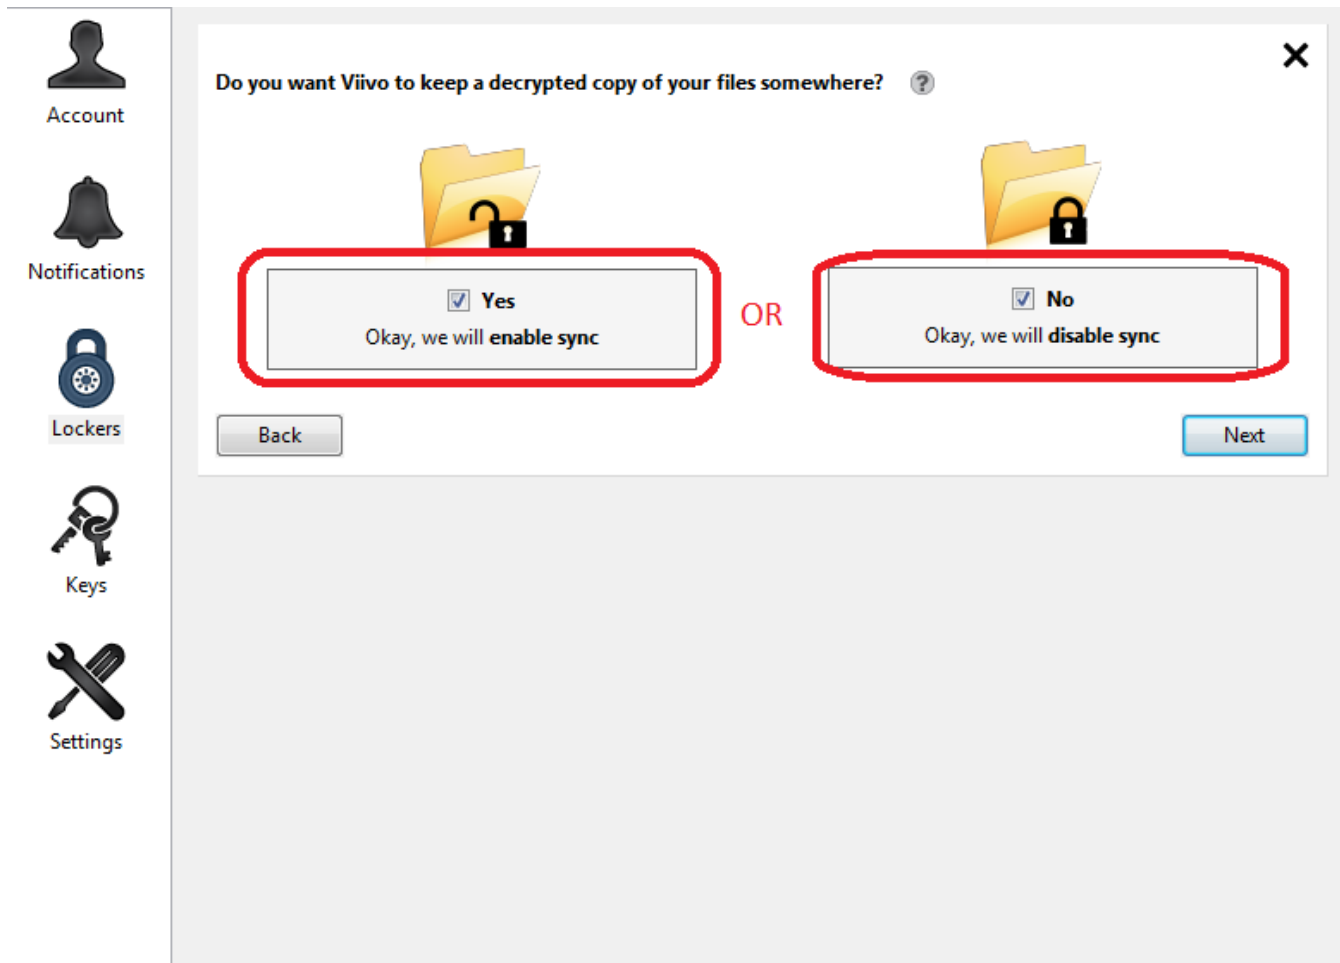 Account
Notifications
Lockers
Keys
Settings
Do you want Viivo to keep a decrypted copy of your files somewhere? ?
Yes
Okay, we will enable sync
OR
No
Okay, we will disable sync
Back
Next